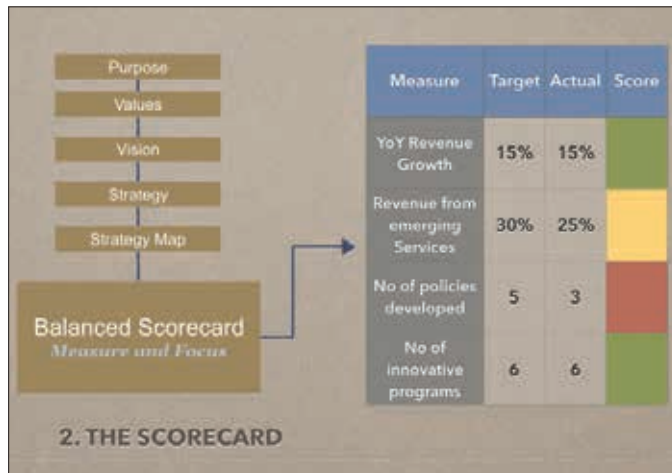 Purpose
Values
Vision
Strategy
Strategy Map
Balanced Scorecard
Measure and Focus
Measure Target Actual Score
YoY Revenue
Growth
15% 15%
Revenue from
emerging
Services
30% 25%
No of policies
developed
5 3
No of
innovative
programs
6 6
2. THE SCORECARD